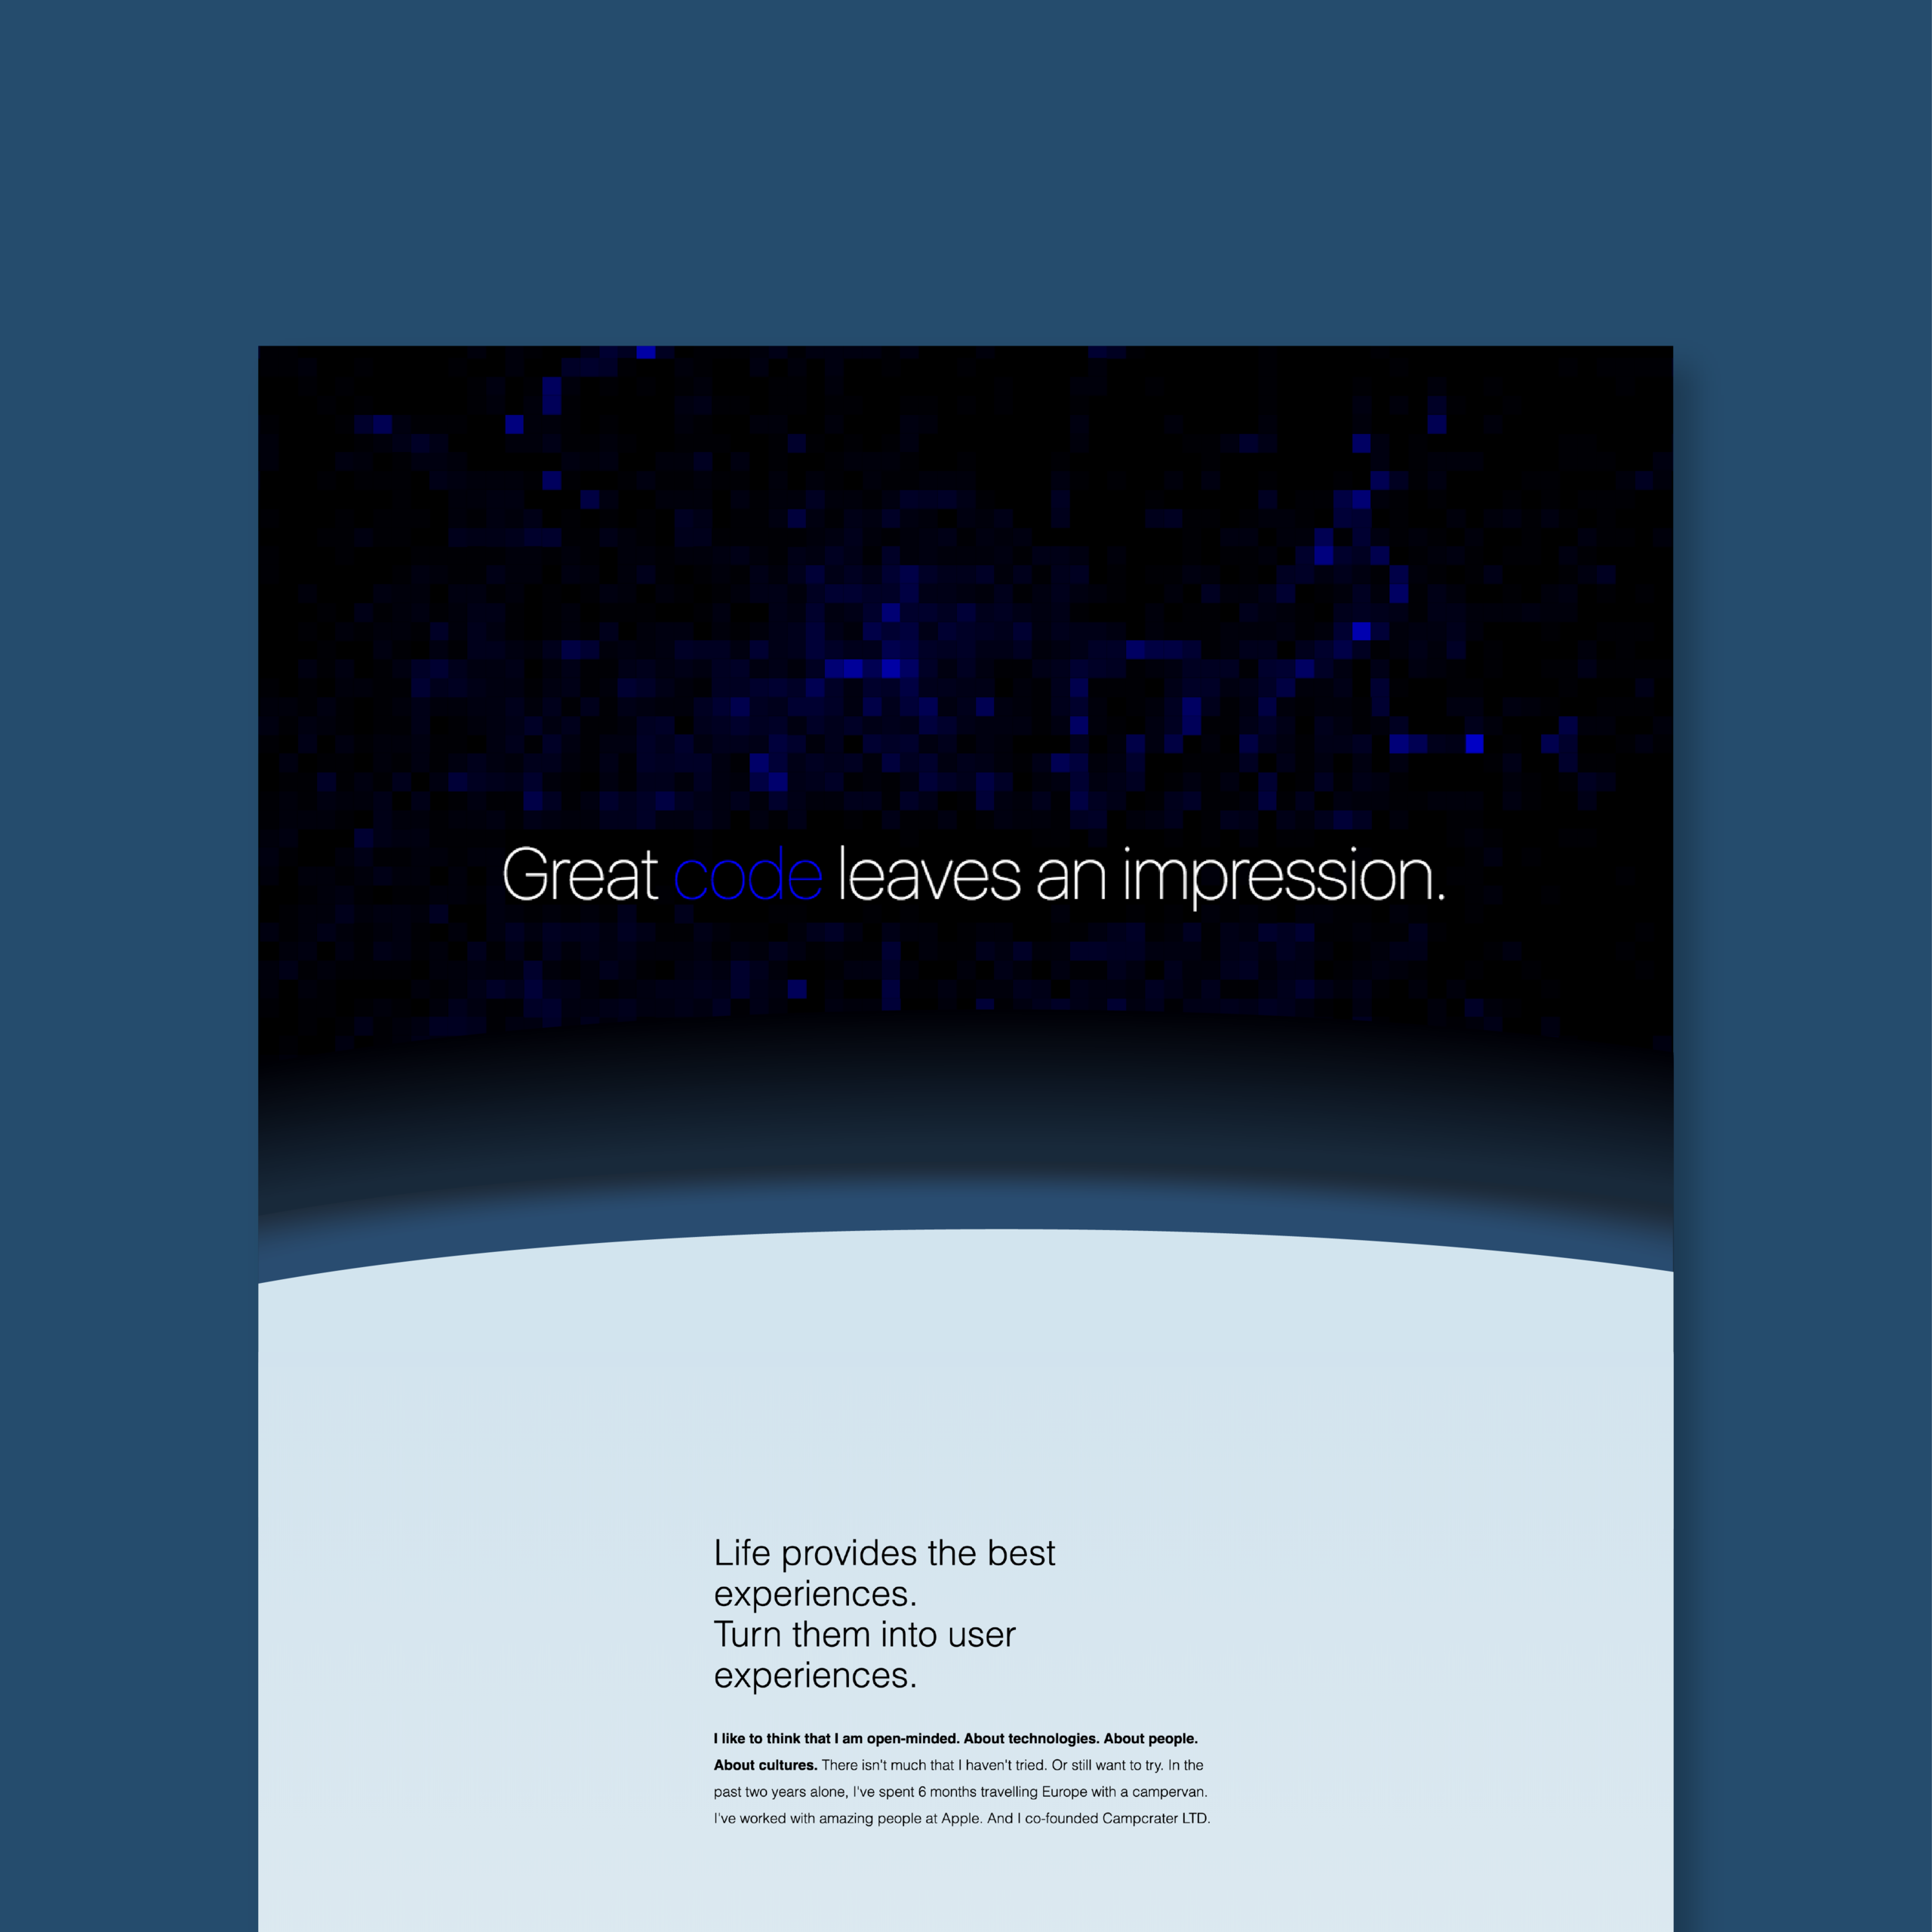 Great code leaves an impression.
Life provides the best
experiences.
Turn them into user
experiences.
I like to think that I am open-minded. About technologies. About people.
About cultures. There isn't much that I haven't tried. Or still want to try. In the
past two years alone, I've spent 6 months travelling Europe with a campervan.
I've worked with amazing people at Apple. And I co-founded Campcrater LTD.